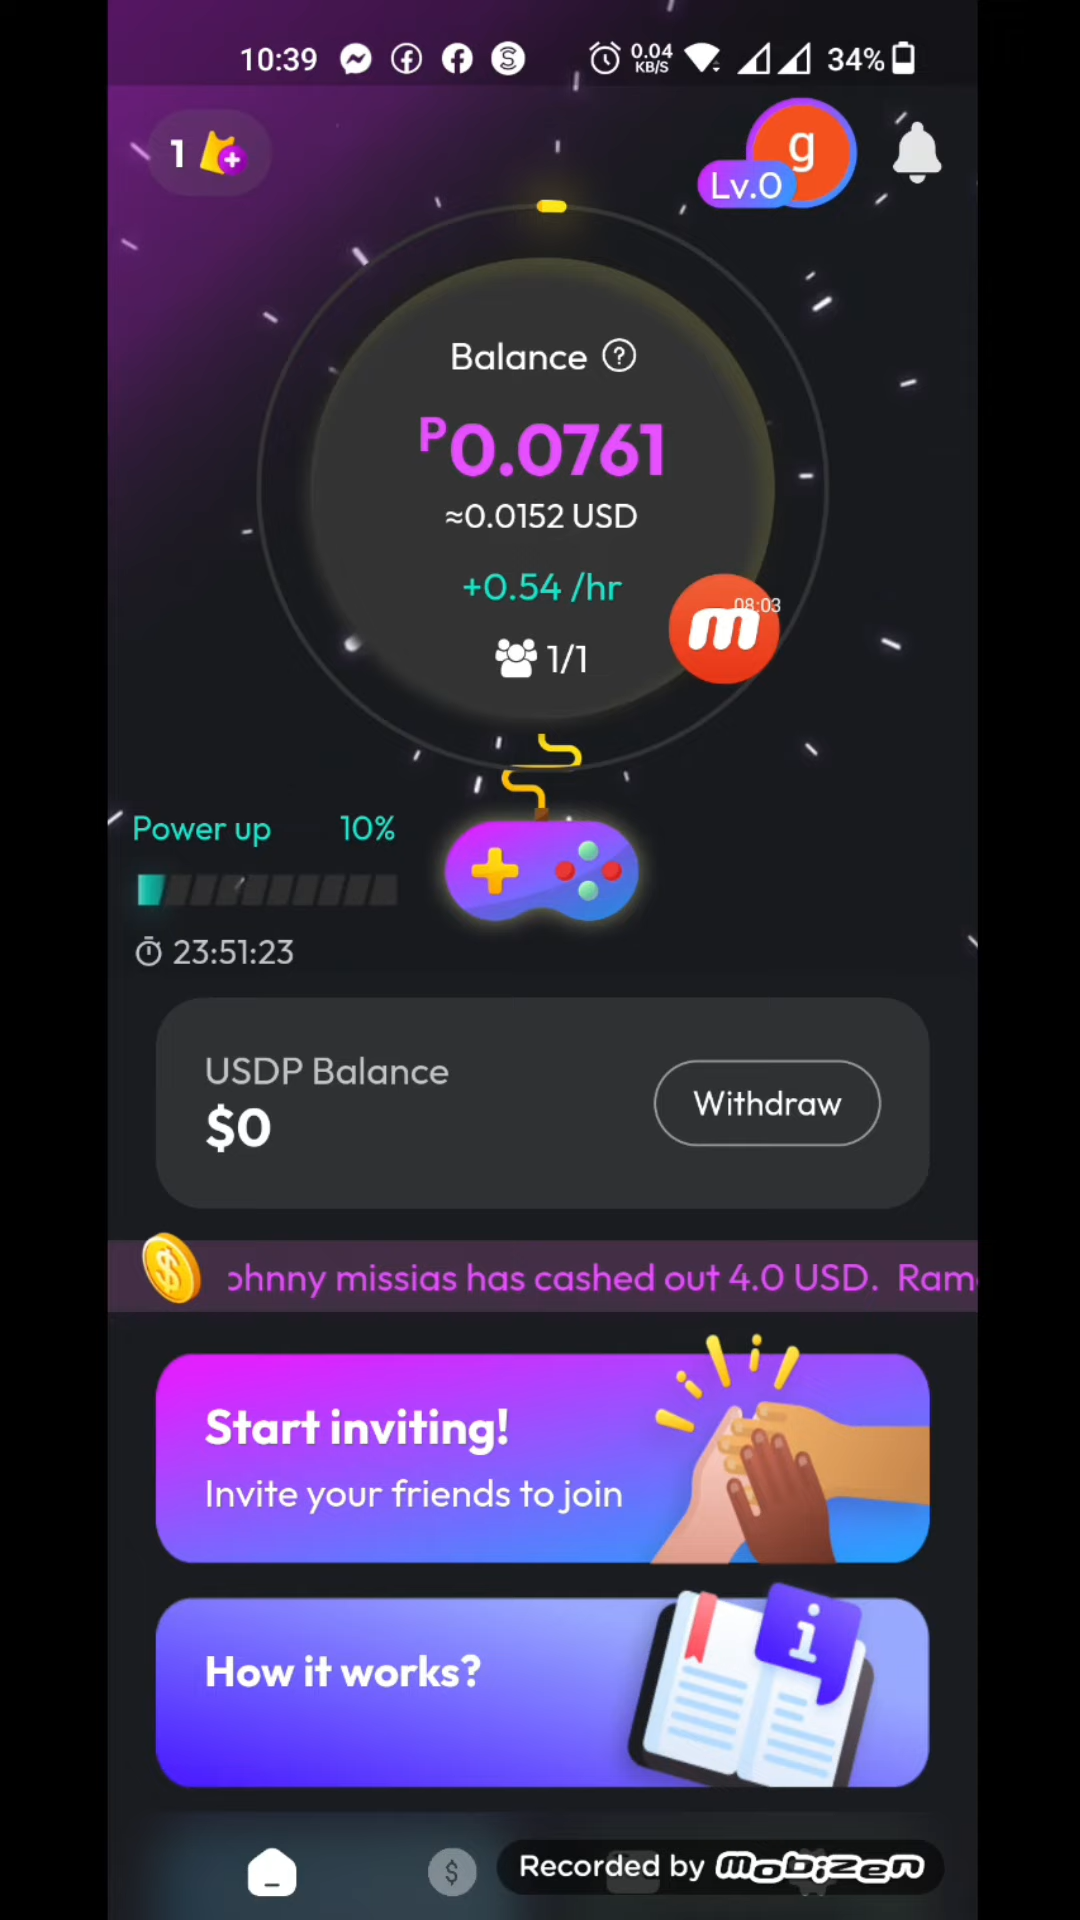 10:39 0.04 KB/S 34%
1
g
Lv.0
Balance ?
P0.0761
≈0.0152 USD
+0.54 /hr
08:03
m
1/1
Power up 10%
23:51:23
USDP Balance
$0
Withdraw
ohnny missias has cashed out 4.0 USD. Ram
Start inviting!
Invite your friends to join
How it works?
i
$
Recorded by mobizen